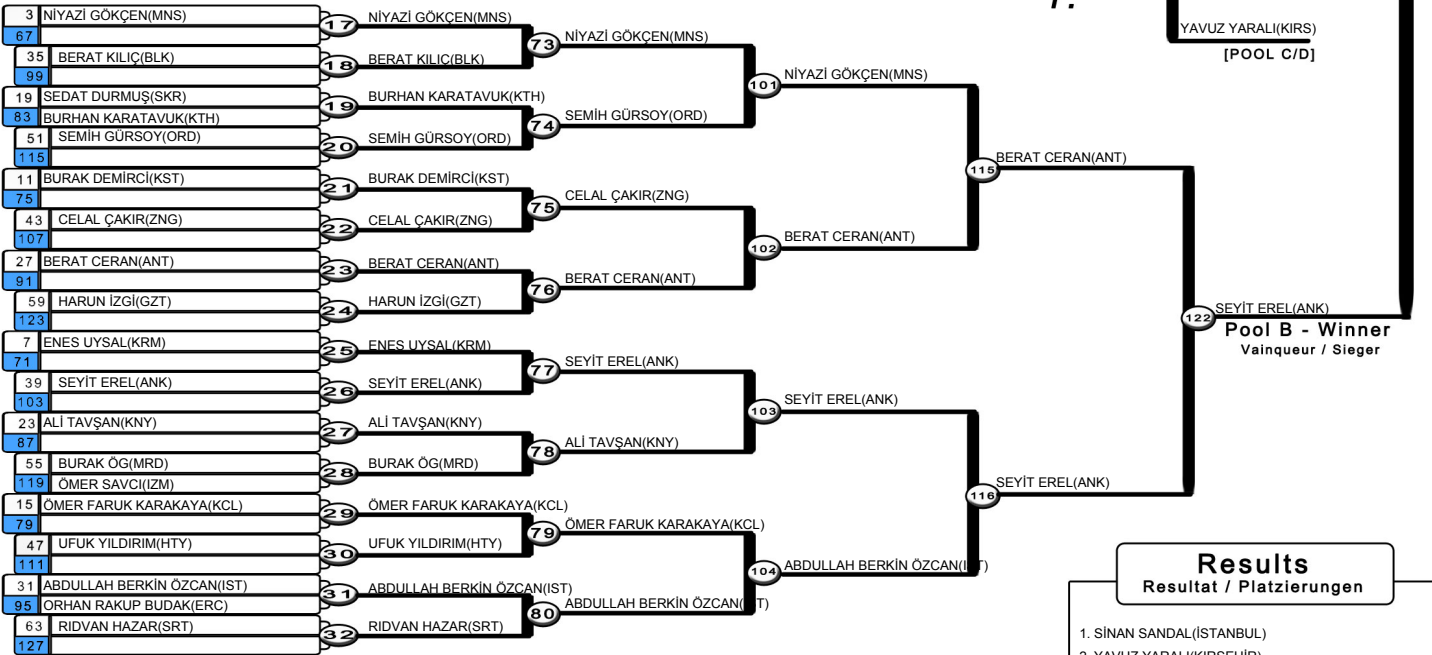 1.
YAVUZ YARALI(KIRS)
[POOL C/D]
3 NİYAZİ GÖKÇEN(MNS)
67
17 NİYAZİ GÖKÇEN(MNS)
35 BERAT KILIÇ(BLK)
99
18 BERAT KILIÇ(BLK)
73 NİYAZİ GÖKÇEN(MNS)
19 SEDAT DURMUŞ(SKR)
83 BURHAN KARATAVUK(KTH)
19 BURHAN KARATAVUK(KTH)
51 SEMİH GÜRSOY(ORD)
115
20 SEMİH GÜRSOY(ORD)
74 SEMİH GÜRSOY(ORD)
101 NİYAZİ GÖKÇEN(MNS)
11 BURAK DEMİRCİ(KST)
75
21 BURAK DEMİRCİ(KST)
43 CELAL ÇAKIR(ZNG)
107
22 CELAL ÇAKIR(ZNG)
75 CELAL ÇAKIR(ZNG)
27 BERAT CERAN(ANT)
91
23 BERAT CERAN(ANT)
59 HARUN İZGİ(GZT)
123
24 HARUN İZGİ(GZT)
76 BERAT CERAN(ANT)
102 BERAT CERAN(ANT)
115 BERAT CERAN(ANT)
7 ENES UYSAL(KRM)
71
25 ENES UYSAL(KRM)
39 SEYİT EREL(ANK)
103
26 SEYİT EREL(ANK)
77 SEYİT EREL(ANK)
23 ALİ TAVŞAN(KNY)
87
27 ALİ TAVŞAN(KNY)
55 BURAK ÖG(MRD)
119 ÖMER SAVCI(IZM)
28 BURAK ÖG(MRD)
78 ALİ TAVŞAN(KNY)
103 SEYİT EREL(ANK)
15 ÖMER FARUK KARAKAYA(KCL)
79
29 ÖMER FARUK KARAKAYA(KCL)
47 UFUK YILDIRIM(HTY)
111
30 UFUK YILDIRIM(HTY)
79 ÖMER FARUK KARAKAYA(KCL)
31 ABDULLAH BERKİN ÖZCAN(IST)
95 ORHAN RAKUP BUDAK(ERC)
31 ABDULLAH BERKİN ÖZCAN(IST)
63 RIDVAN HAZAR(SRT)
127
32 RIDVAN HAZAR(SRT)
80 ABDULLAH BERKİN ÖZCAN(IST)
104 ABDULLAH BERKİN ÖZCAN(IST)
116 SEYİT EREL(ANK)
122 SEYİT EREL(ANK)
Pool B - Winner
Vainqueur / Sieger
Results
Resultat / Platzierungen
1. SİNAN SANDAL(İSTANBUL)
2. YAVUZ YARALI(KIRŞEHİR)